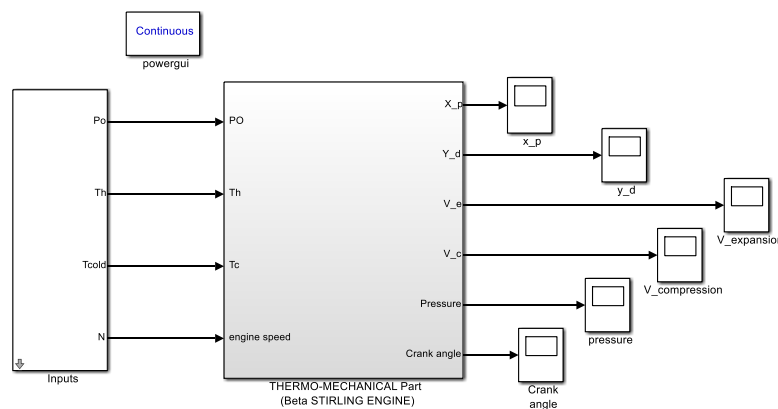 Continuous
powergui
Po
Th
Tcold
N
Inputs
PO
Th
Tc
engine speed
X_p
Y_d
V_e
V_c
Pressure
Crank angle
THERMO-MECHANICAL Part
(Beta STIRLING ENGINE)
x_p
y_d
V_expansion
V_compression
pressure
Crank
angle